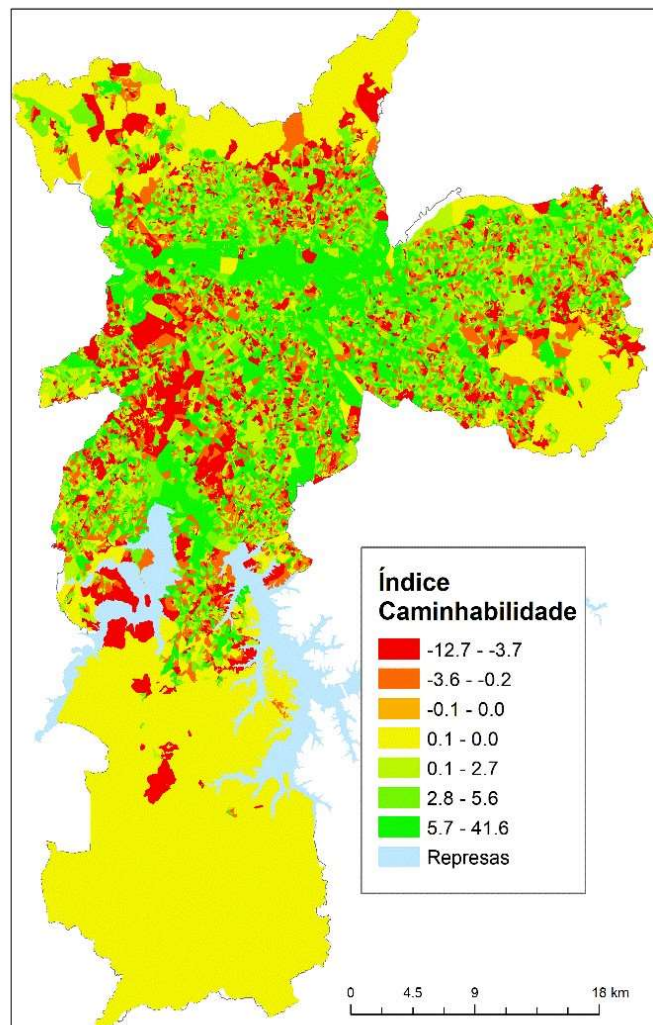 Índice
Caminhabilidade
-12.7 - -3.7
-3.6 - -0.2
-0.1 - 0.0
0.1 - 0.0
0.1 - 2.7
2.8 - 5.6
5.7 - 41.6
Represas
0 4.5 9 18 km